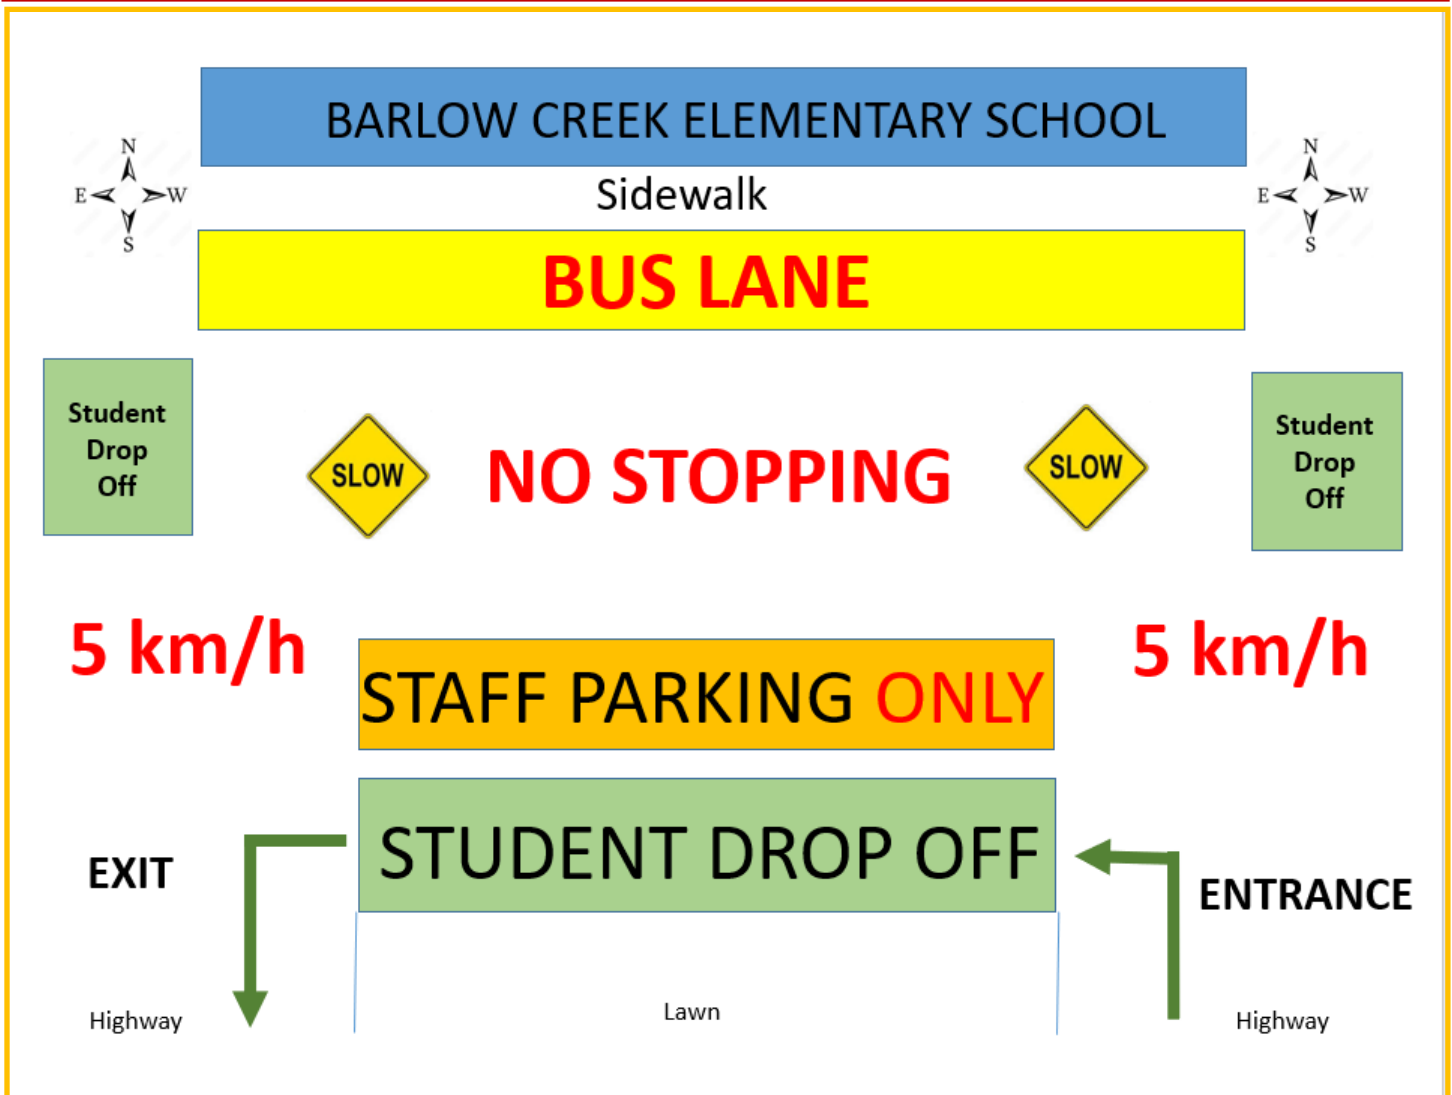 BARLOW CREEK ELEMENTARY SCHOOL
N
E W
S
Sidewalk
N
E W
S
BUS LANE
Student
Drop
Off
SLOW
NO STOPPING
SLOW
Student
Drop
Off
5 km/h
STAFF PARKING ONLY
5 km/h
EXIT
STUDENT DROP OFF
ENTRANCE
Highway
Lawn
Highway